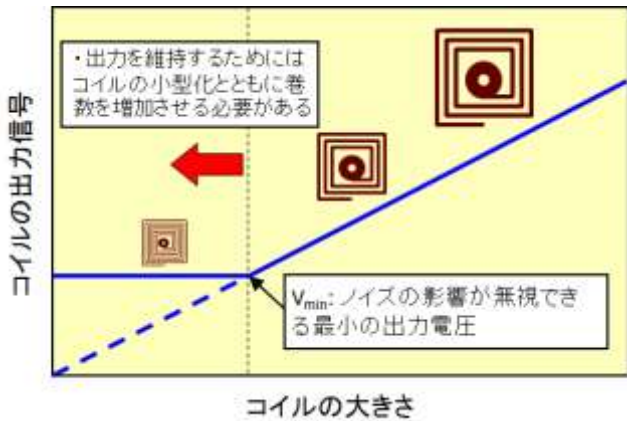 ・出力を維持するためには
コイルの小型化とともに巻
数を増加させる必要がある
コイルの出力信号
Vmin: ノイズの影響が無視でき
る最小の出力電圧
コイルの大きさ